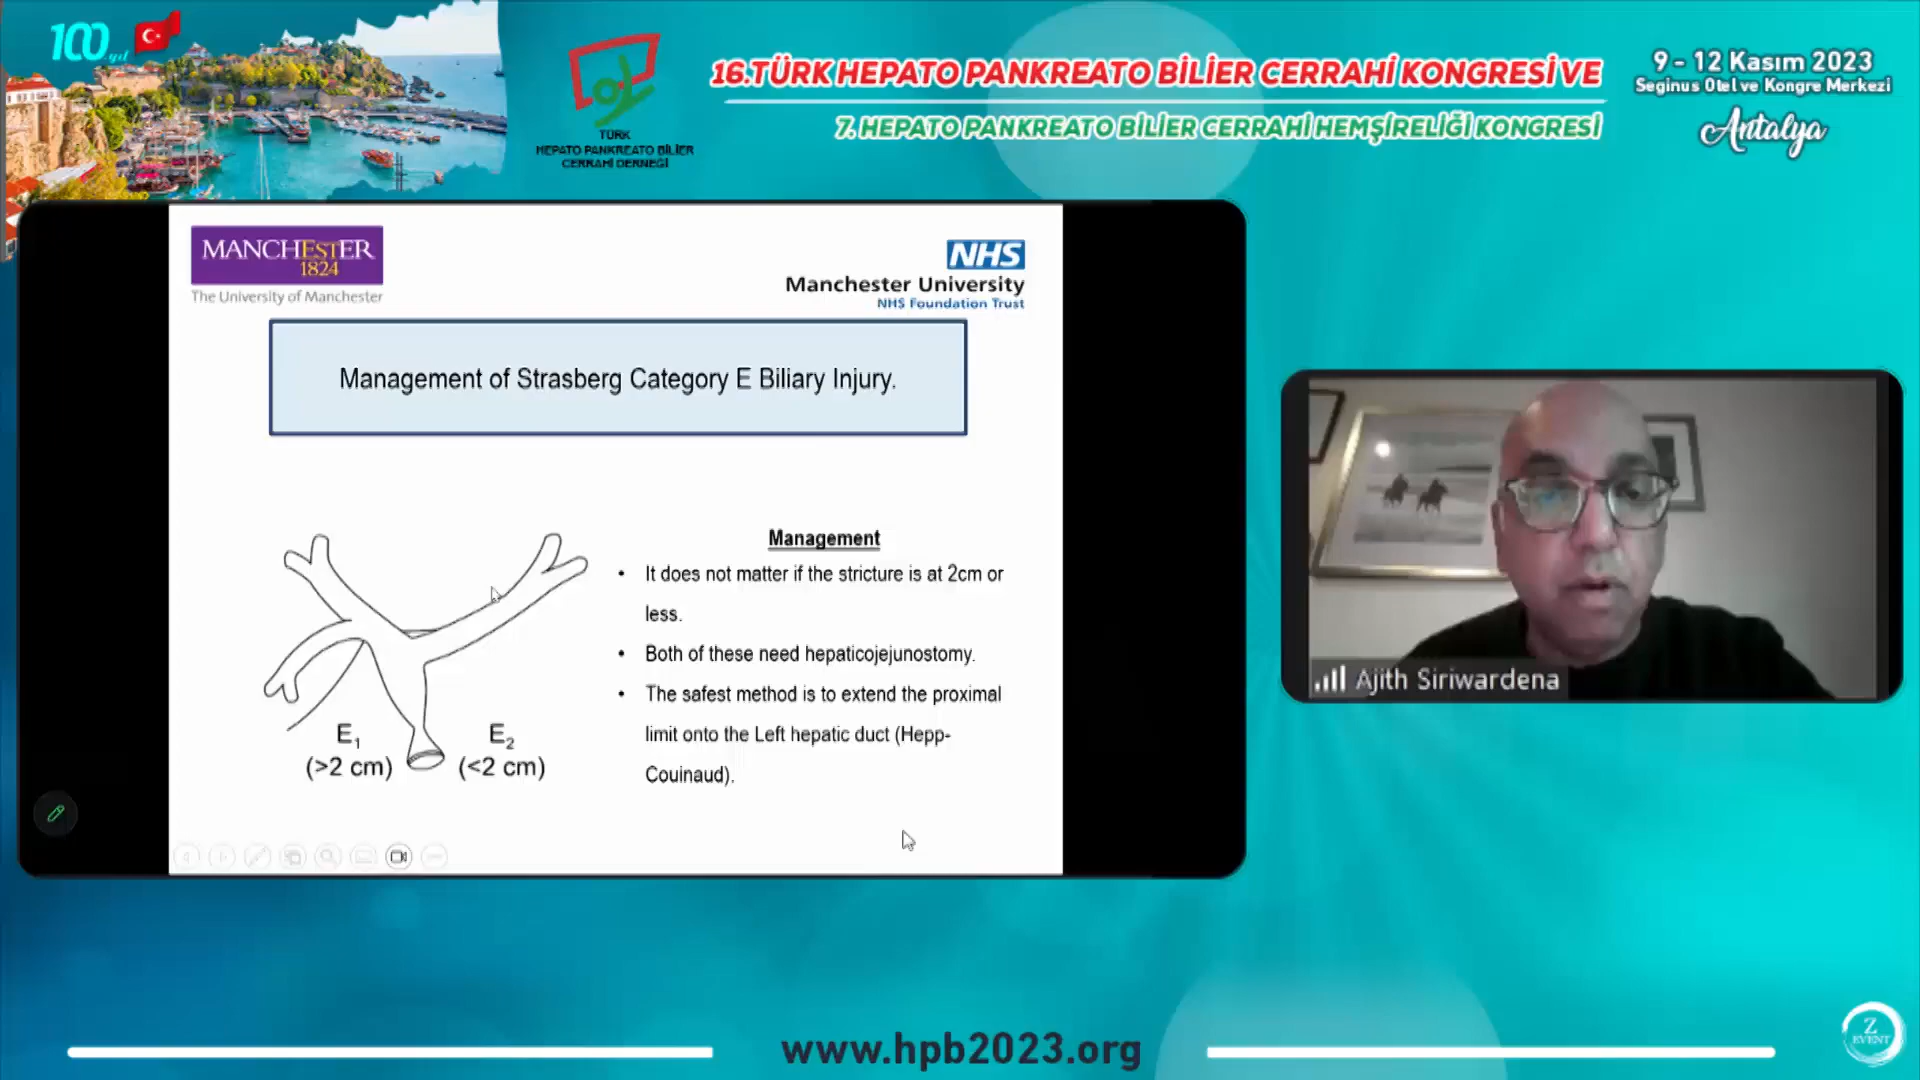 100.yıl
TÜRK
HEPATO PANKREATO BİLİER
CERRAHİ DERNEĞİ
16.TÜRK HEPATO PANKREATO BİLİER CERRAHİ KONGRESİ VE
7. HEPATO PANKREATO BİLİER CERRAHİ HEMŞİRELİĞİ KONGRESİ
9 - 12 Kasım 2023
Seginus Otel ve Kongre Merkezi
Antalya
MANCHESTER
1824
The University of Manchester
NHS
Manchester University
NHS Foundation Trust
Management of Strasberg Category E Biliary Injury.
E1
(>2 cm)
E2
(<2 cm)
Management
• It does not matter if the stricture is at 2cm or
less.
• Both of these need hepaticojejunostomy.
• The safest method is to extend the proximal
limit onto the Left hepatic duct (Hepp-
Couinaud).
Ajith Siriwardena
www.hpb2023.org
Z
EVENT